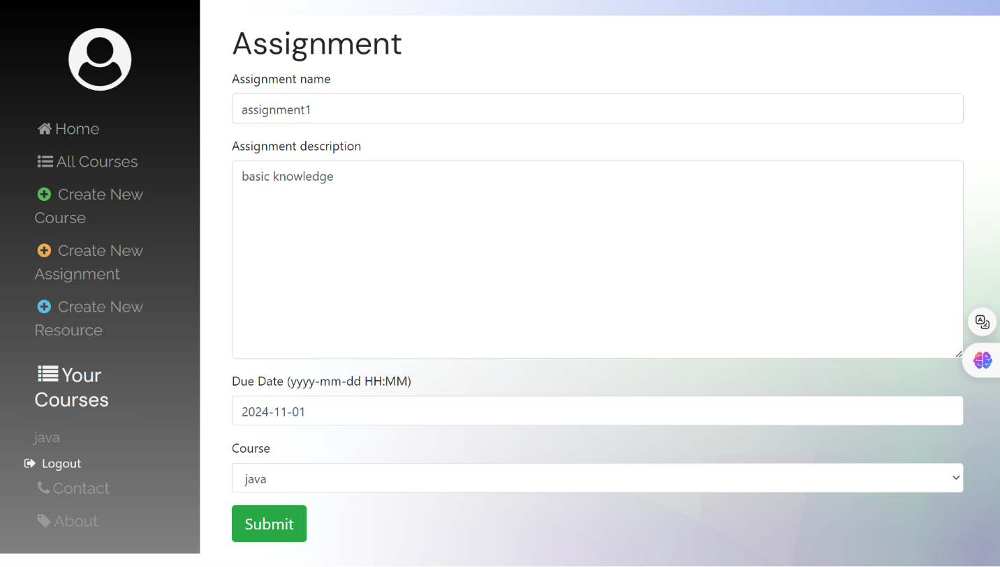 Home
All Courses
Create New
Course
Create New
Assignment
Create New
Resource
Your
Courses
java
Logout
Contact
About
Assignment
Assignment name
assignment1
Assignment description
basic knowledge
Due Date (yyyy-mm-dd HH:MM)
2024-11-01
Course
java
Submit